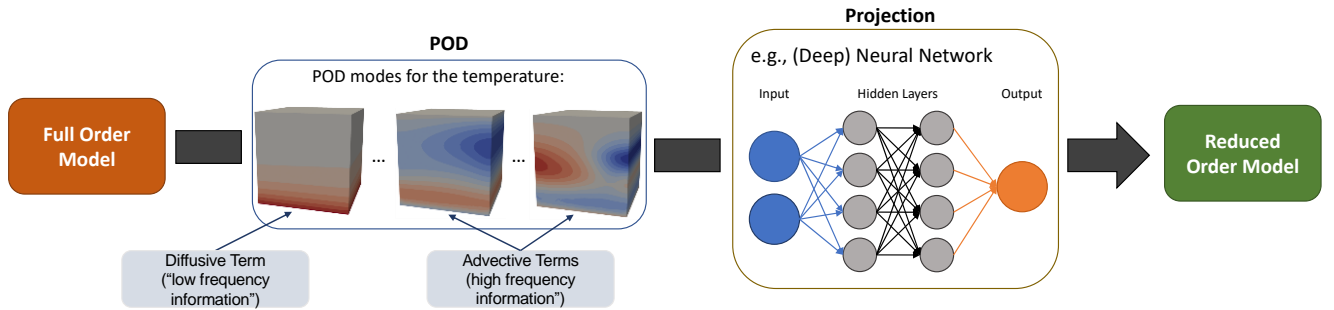 Full Order
Model
POD
POD modes for the temperature:
...
...
Diffusive Term
(“low frequency
information”)
Advective Terms
(high frequency
information”)
Projection
e.g., (Deep) Neural Network
Input
Hidden Layers
Output
Reduced
Order Model